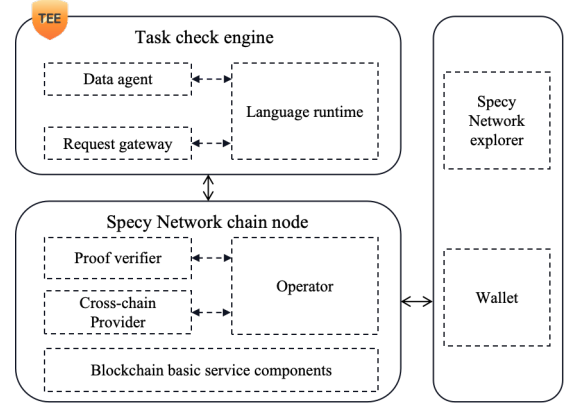 TEE
Task check engine
Data agent
Language runtime
Request gateway
Specy Network chain node
Proof verifier
Operator
Cross-chain
Provider
Blockchain basic service components
Specy
Network
explorer
Wallet